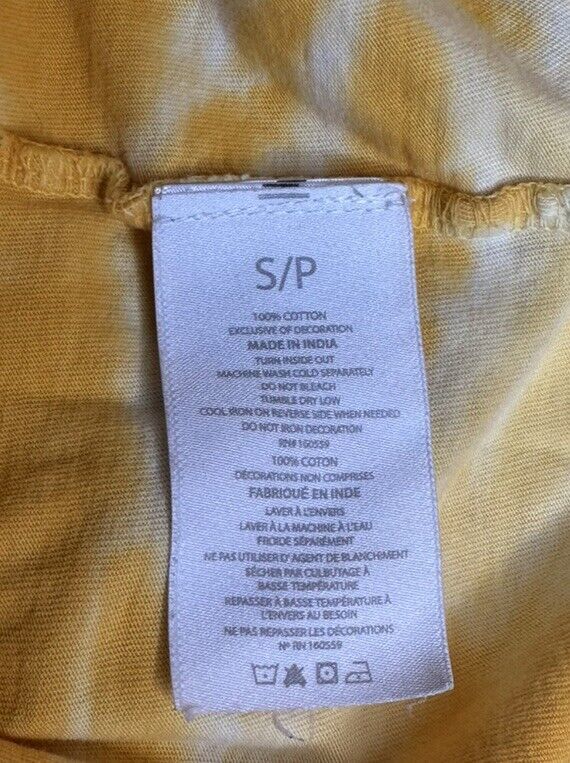 S/P
100% COTTON
EXCLUSIVE OF DECORATION
MADE IN INDIA
TURN INSIDE OUT
MACHINE WASH COLD SEPARATELY
DO NOT BLEACH
TUMBLE DRY LOW
COOL IRON ON REVERSE SIDE WHEN NEEDED
DO NOT IRON DECORATION
RN# 160559
100% COTON
DÉCORATIONS NON COMPRISES
FABRIQUÉ EN INDE
LAVER À L'ENVERS
LAVER À LA MACHINE À L'EAU
FROIDE SÉPARÉMENT
NE PAS UTILISER D'AGENT DE BLANCHIMENT
SÉCHER PAR CULBUTAGE À
BASSE TEMPÉRATURE
REPASSER À BASSE TEMPÉRATURE À
L'ENVERS AU BESOIN
NE PAS REPASSER LES DÉCORATIONS
Nº RN 160559